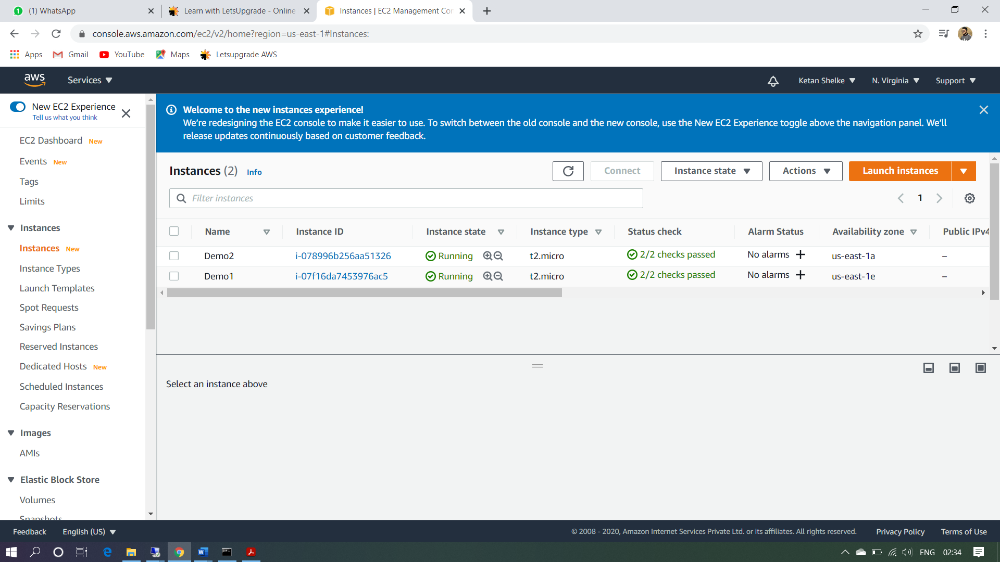 (1) WhatsApp
Learn with LetsUpgrade - Online
Instances | EC2 Management Cor
console.aws.amazon.com/ec2/v2/home?region=us-east-1#Instances:
Apps Gmail YouTube Maps Letsupgrade AWS
aws Services Ketan Shelke N. Virginia Support
New EC2 Experience
Tell us what you think
EC2 Dashboard New
Events New
Tags
Limits
Instances
Instances New
Instance Types
Launch Templates
Spot Requests
Savings Plans
Reserved Instances
Dedicated Hosts New
Scheduled Instances
Capacity Reservations
Images
AMIs
Elastic Block Store
Volumes
Snapshots
Welcome to the new instances experience!
We're redesigning the EC2 console to make it easier to use. To switch between the old console and the new console, use the New EC2 Experience toggle above the navigation panel. We'll
release updates continuously based on customer feedback.
Instances (2) Info Connect Instance state Actions Launch instances
Filter instances 1
Name Instance ID Instance state Instance type Status check Alarm Status Availability zone Public IPv4
Demo2 i-078996b256aa51326 Running t2.micro 2/2 checks passed No alarms us-east-1a –
Demo1 i-07f16da7453976ac5 Running t2.micro 2/2 checks passed No alarms us-east-1e –
Select an instance above
Feedback English (US) © 2008 - 2020, Amazon Internet Services Private Ltd. or its affiliates. All rights reserved. Privacy Policy Terms of Use
ENG 02:34